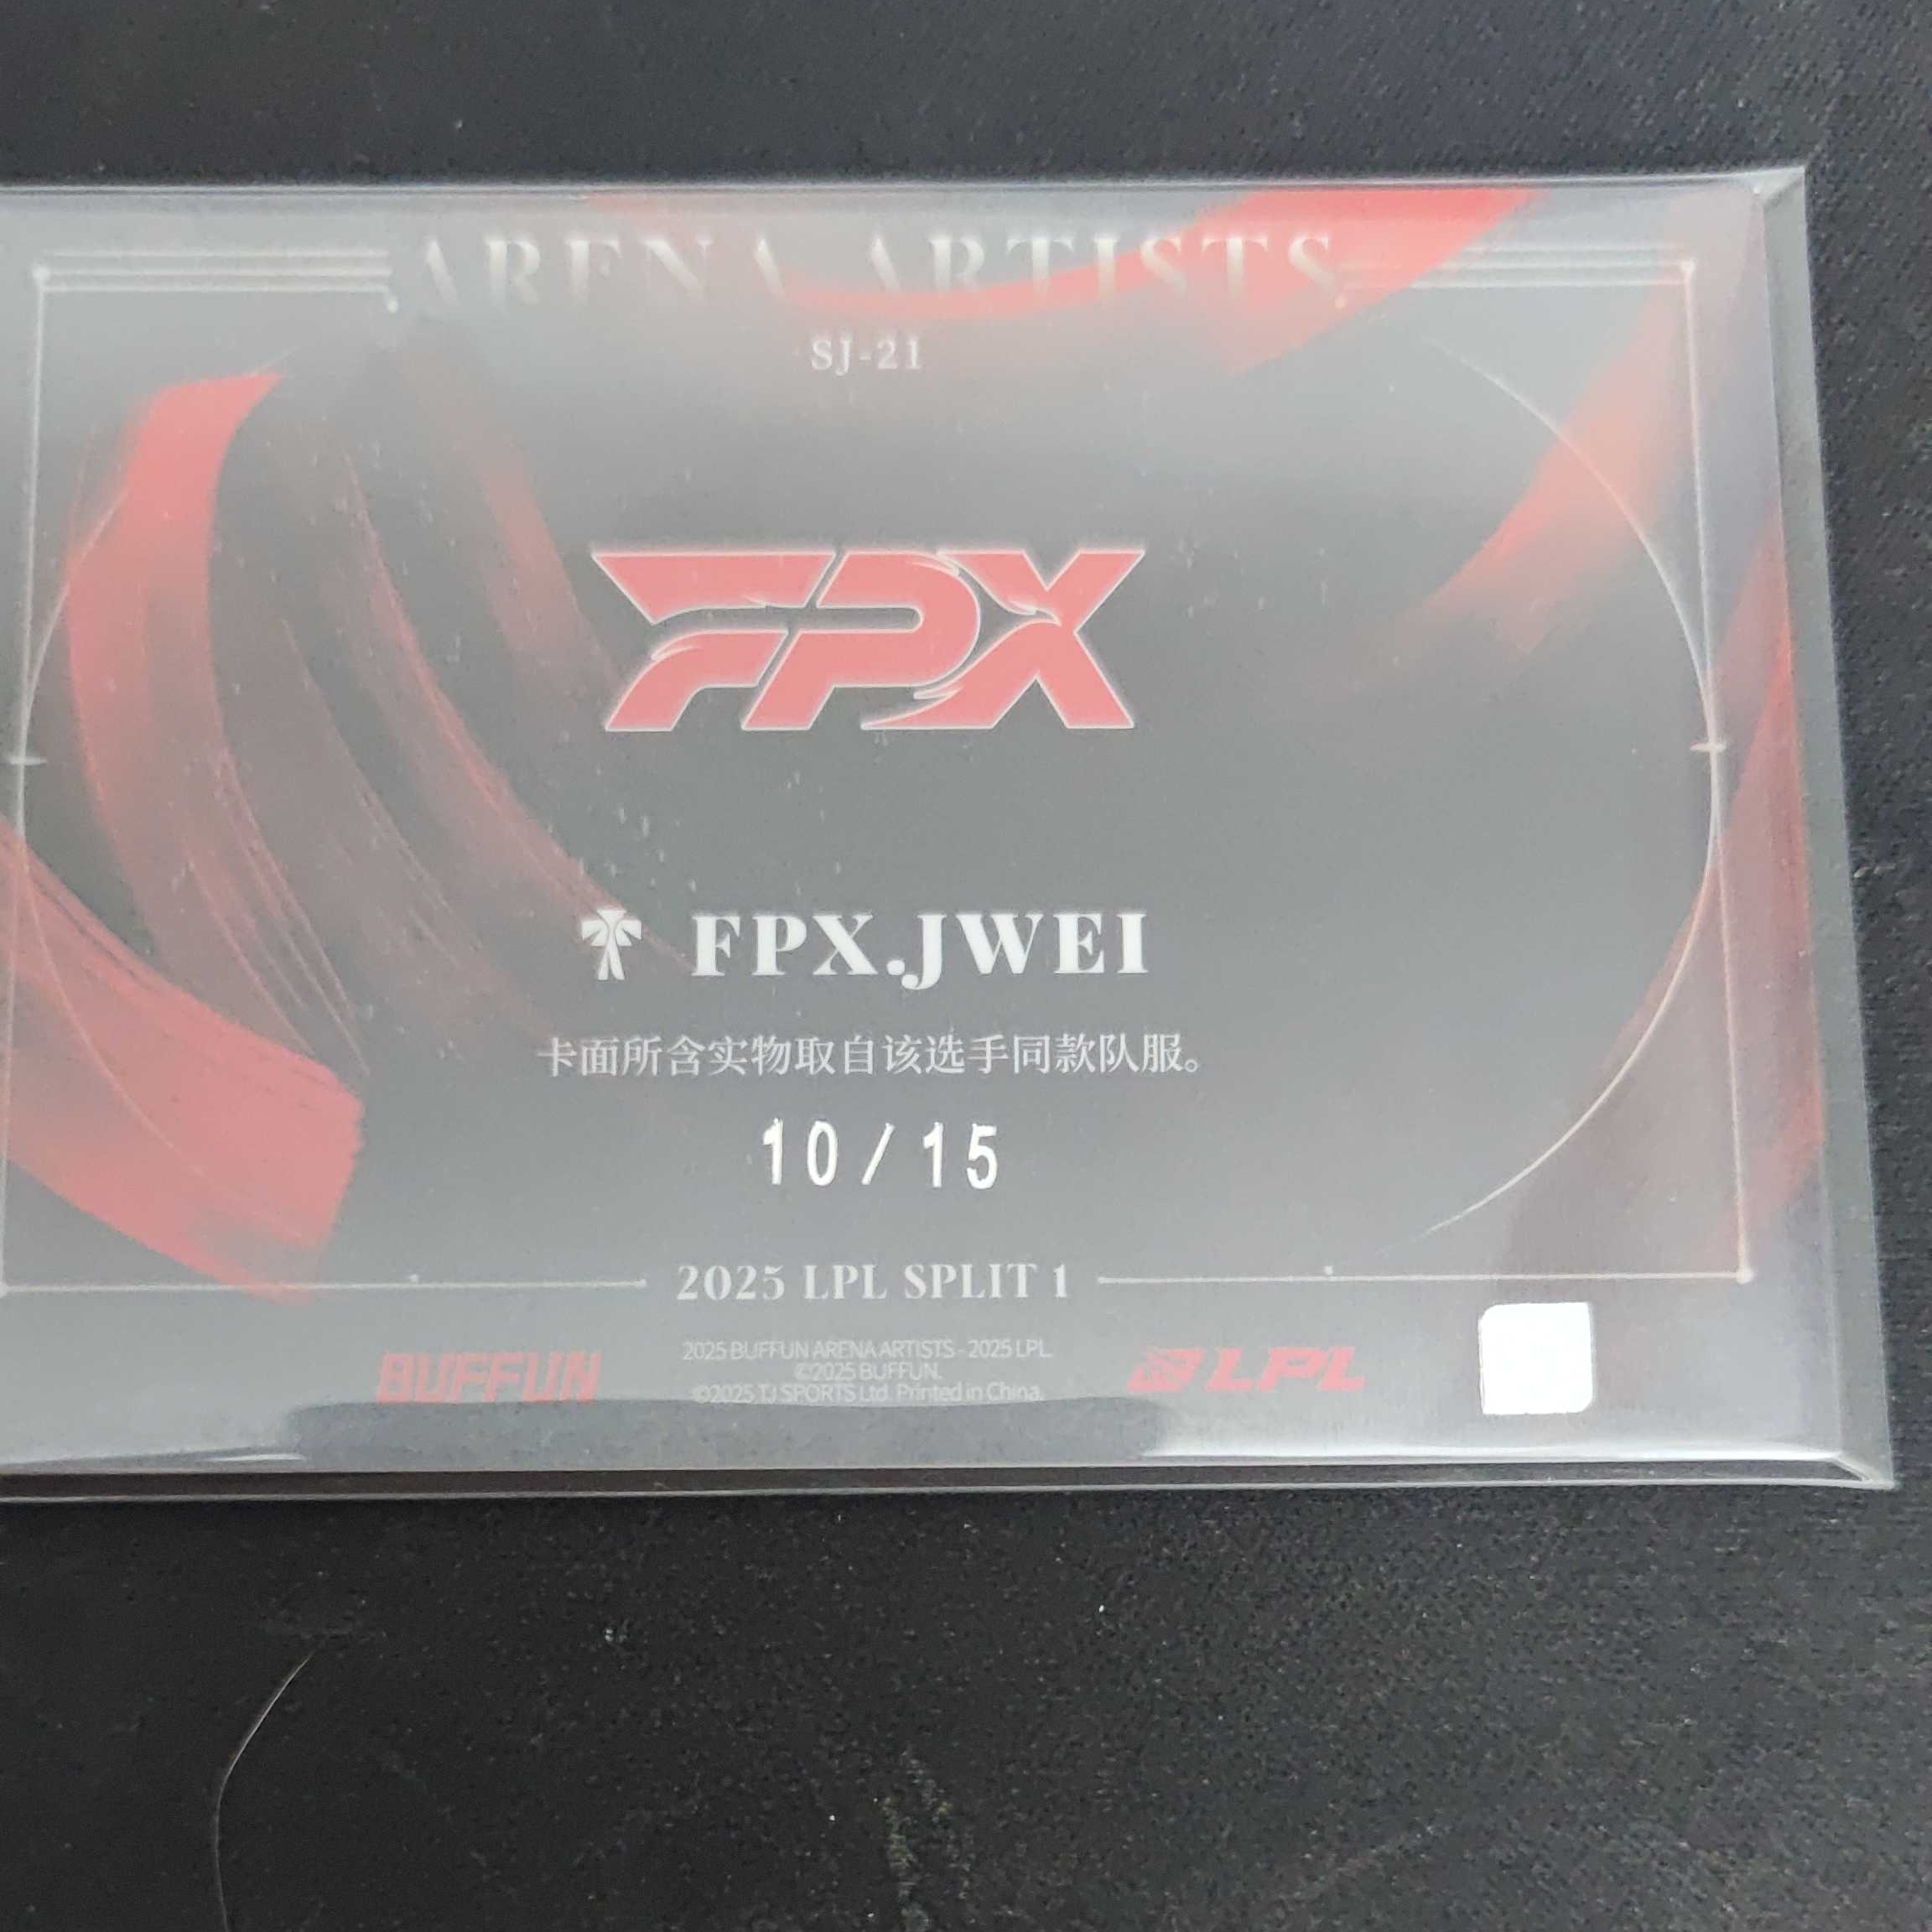 ARENA ARTISTS
SJ-21
FPX
FPX.JWEI
卡面所含实物取自该选手同款队服。
10/15
2025 LPL SPLIT 1
BUFFUN
2025 BUFFUN ARENA ARTISTS - 2025 LPL.
©2025 BUFFUN.
©2025 TJ SPORTS Ltd. Printed in China.
LPL